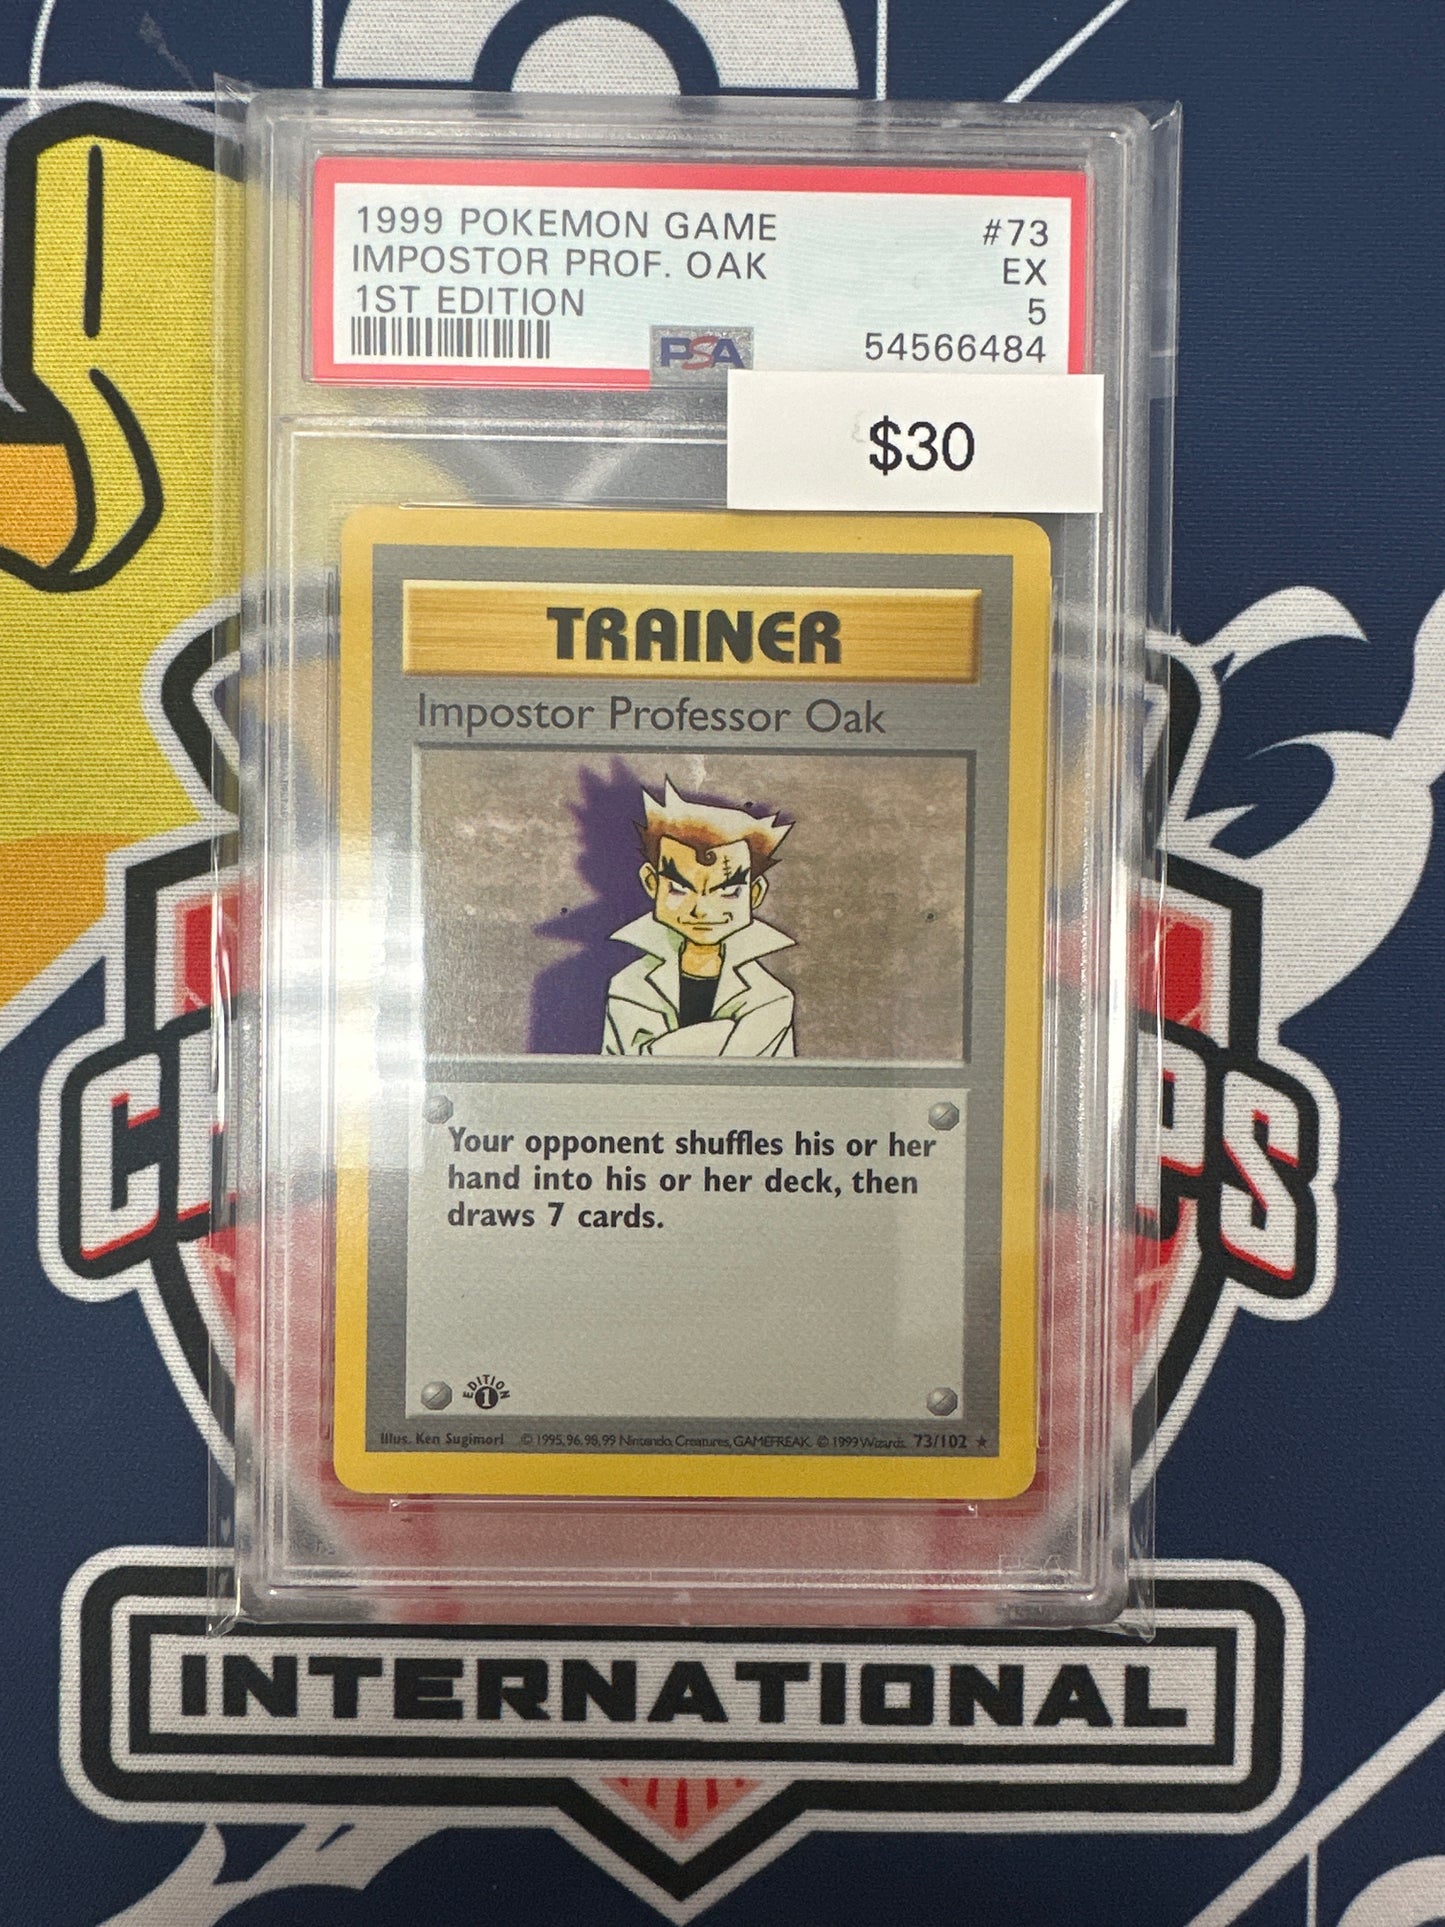 1999 POKEMON GAME #73
IMPOSTOR PROF. OAK EX
1ST EDITION 5
PSA 54566484
$30
TRAINER
Impostor Professor Oak
Your opponent shuffles his or her
hand into his or her deck, then
draws 7 cards.
EDITION
1
Illus. Ken Sugimori © 1995, 96, 98, 99 Nintendo, Creatures, GAMEFREAK. © 1999 Wizards. 73/102 ★
INTERNATIONAL